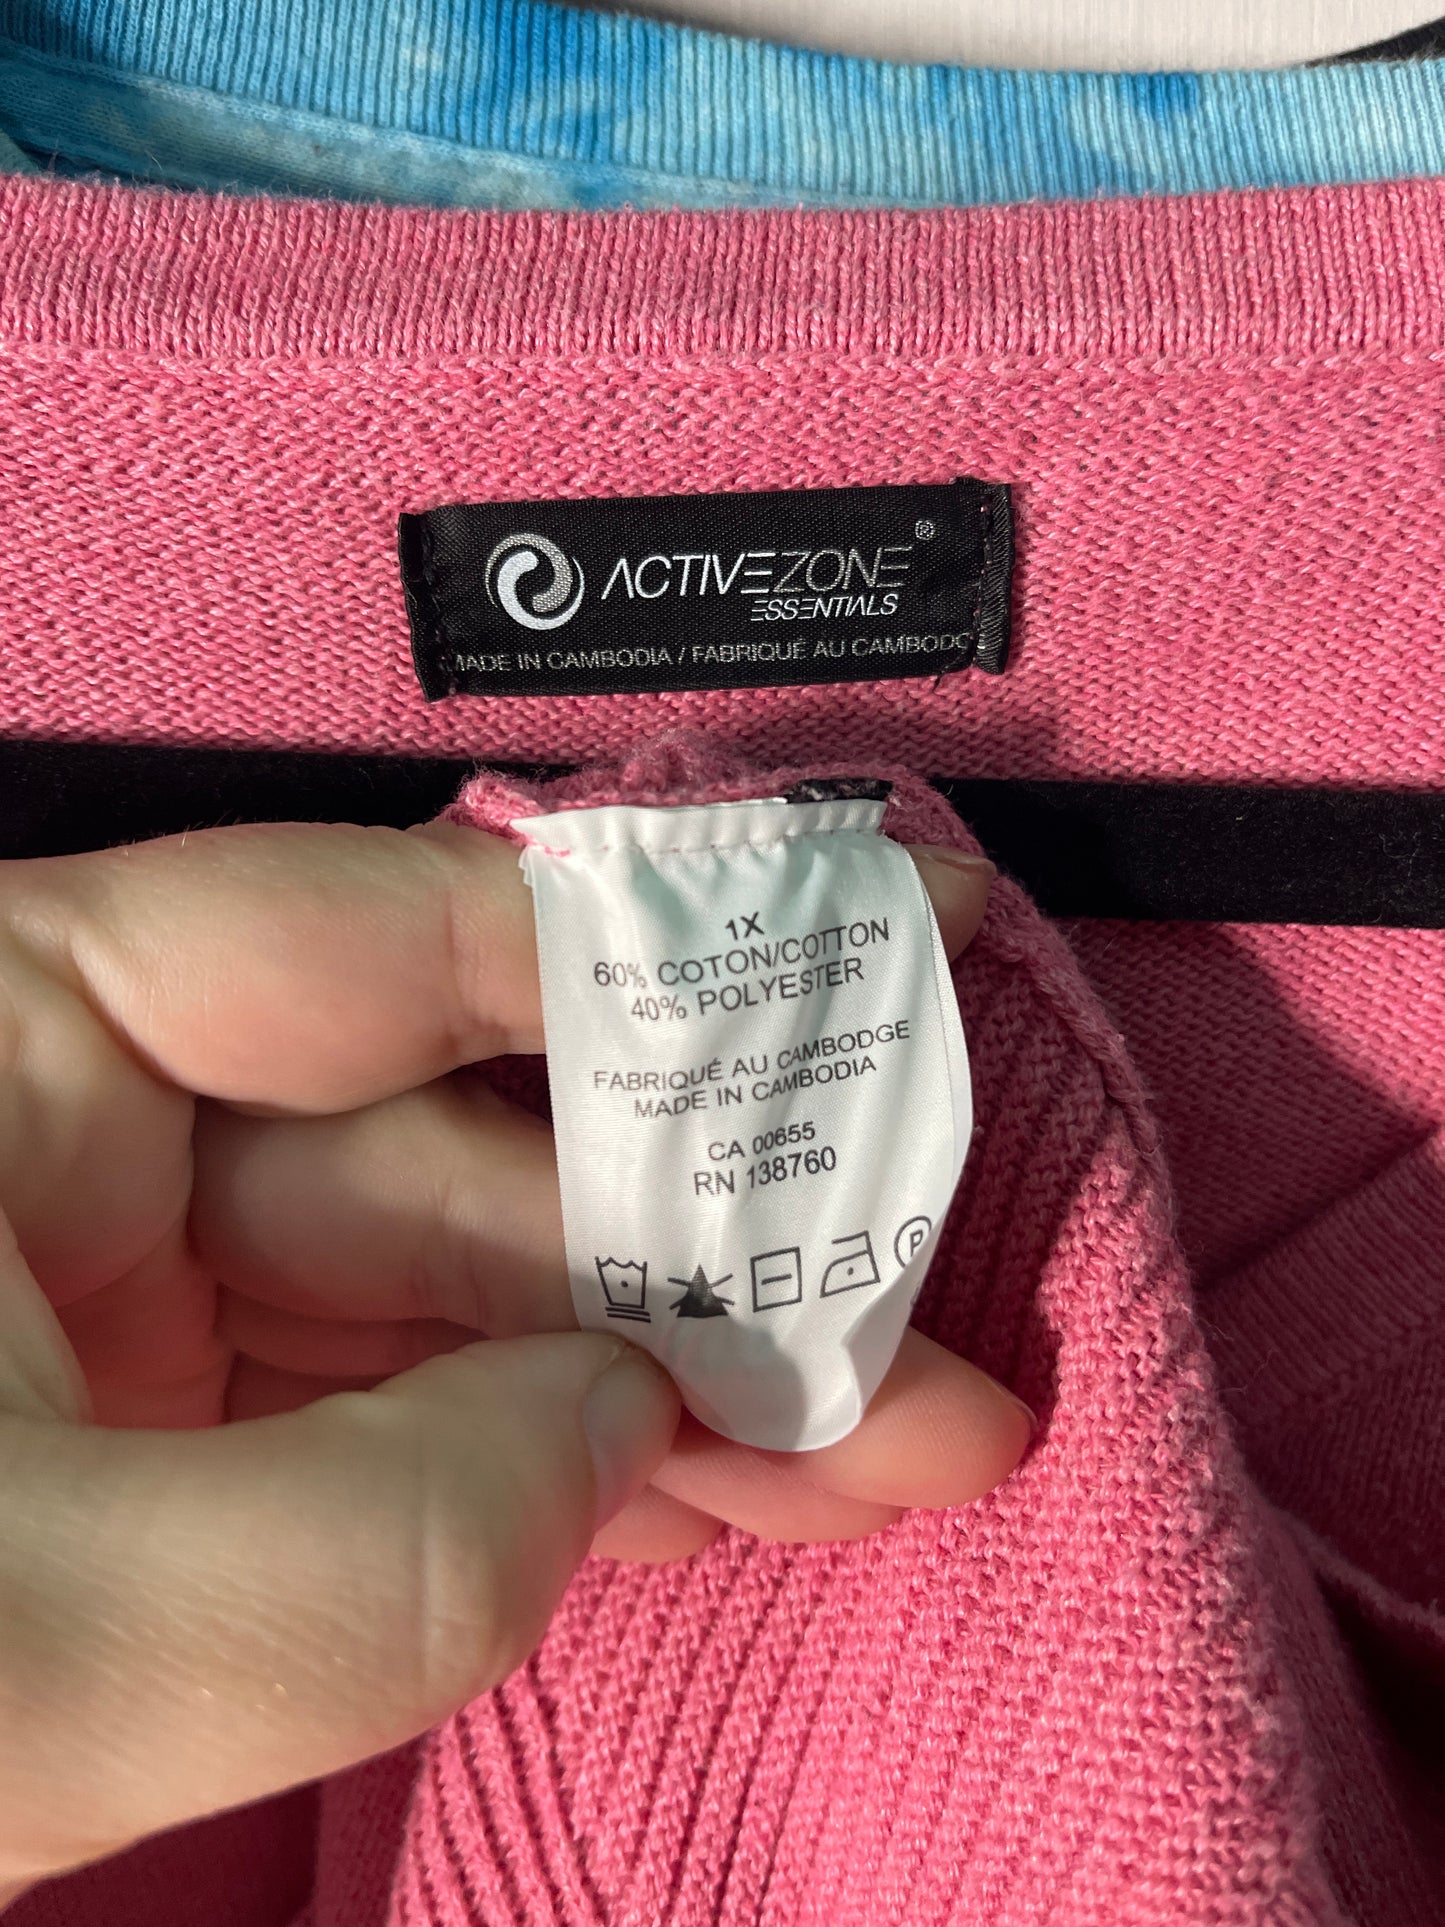 ACTIVEZONE®
ESSENTIALS
MADE IN CAMBODIA / FABRIQUÉ AU CAMBODG
1X
60% COTON/COTTON
40% POLYESTER
FABRIQUÉ AU CAMBODGE
MADE IN CAMBODIA
CA 00655
RN 138760
P